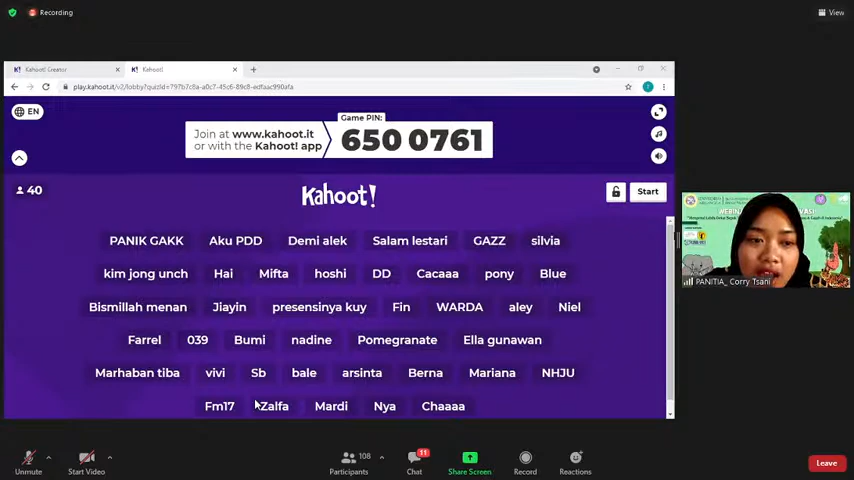 Recording
View
Kahoot! Creator
Kahoot!
play.kahoot.it/v2/lobby?quizId=797b7c8a-a0c7-45c6-89c8-edfaac990afa
EN
Game PIN:
Join at www.kahoot.it
or with the Kahoot! app
650 0761
40
Kahoot!
Start
PANIK GAKK Aku PDD Demi alek Salam lestari GAZZ silvia
kim jong unch Hai Mifta hoshi DD Cacaaa pony Blue
Bismillah menan Jiayin presensinya kuy Fin WARDA aley Niel
Farrel 039 Bumi nadine Pomegranate Ella gunawan
Marhaban tiba vivi Sb bale arsinta Berna Mariana NHJU
Fm17 Zalfa Mardi Nya Chaaaa
PANITIA_ Corry Tsani
Unmute
Start Video
108
Participants
11
Chat
Share Screen
Record
Reactions
Leave